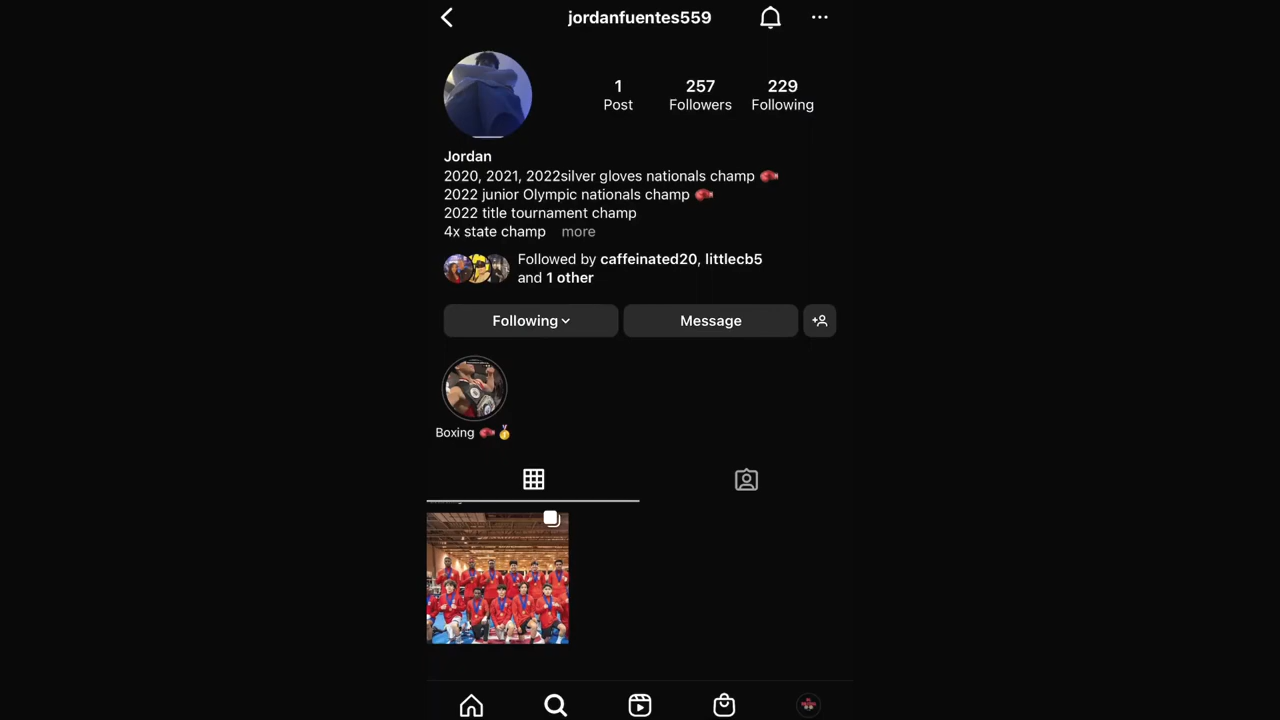 jordanfuentes559
1
Post
257
Followers
229
Following
Jordan
2020, 2021, 2022silver gloves nationals champ 🥊
2022 junior Olympic nationals champ 🥊
2022 title tournament champ
4x state champ more
Followed by caffeinated20, littlecb5
and 1 other
Following
Message
Boxing 🥊🏅